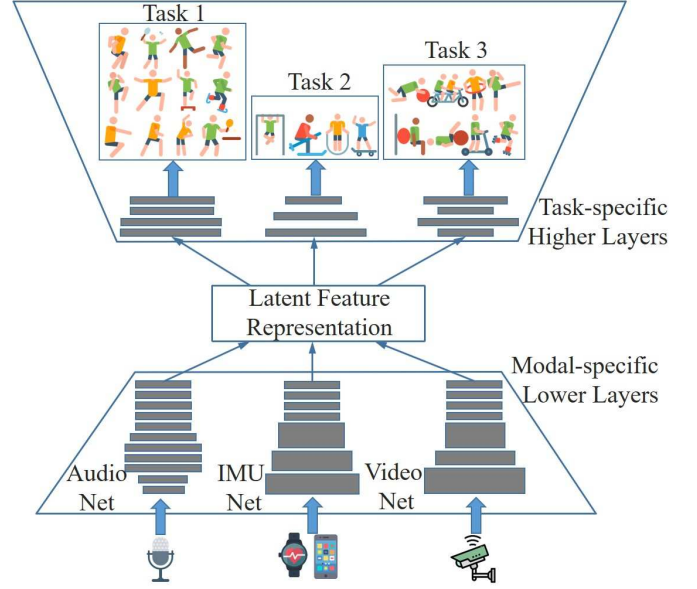 Task 1
Task 2
Task 3
Task-specific
Higher Layers
Latent Feature
Representation
Modal-specific
Lower Layers
Audio
Net
IMU
Net
Video
Net